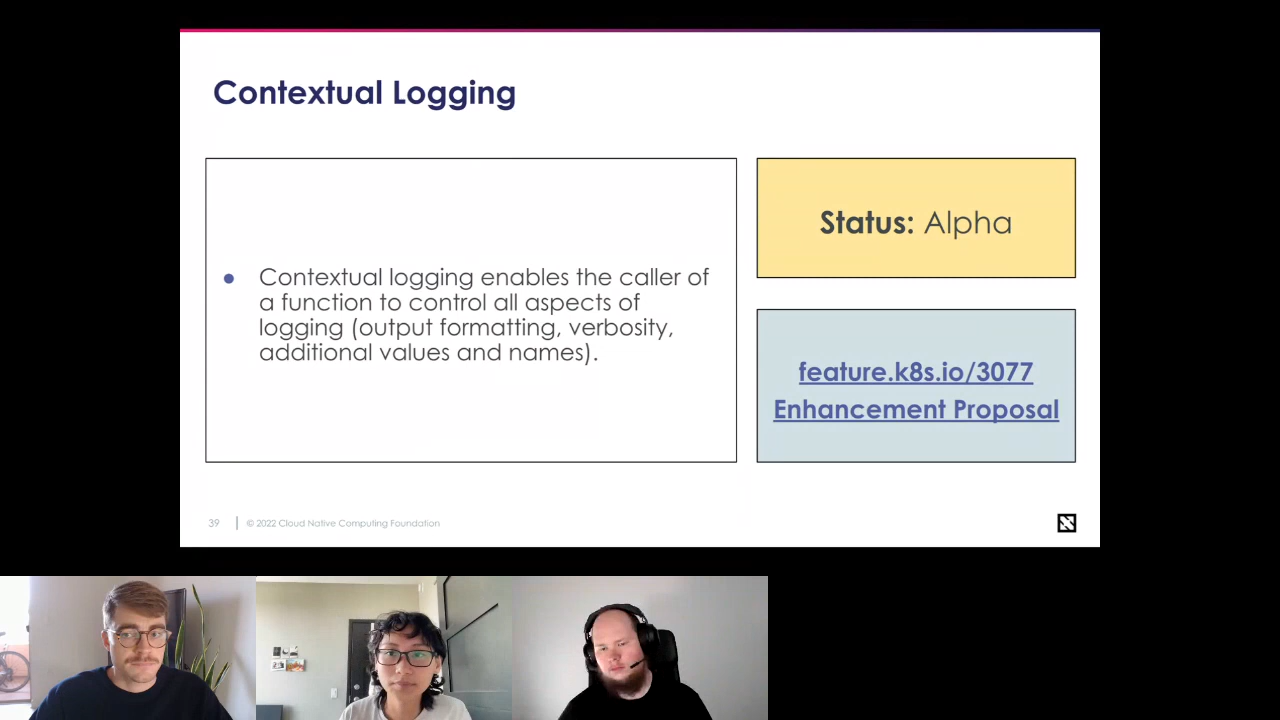 Contextual Logging
● Contextual logging enables the caller of
a function to control all aspects of
logging (output formatting, verbosity,
additional values and names).
Status: Alpha
feature.k8s.io/3077
Enhancement Proposal
39
© 2022 Cloud Native Computing Foundation